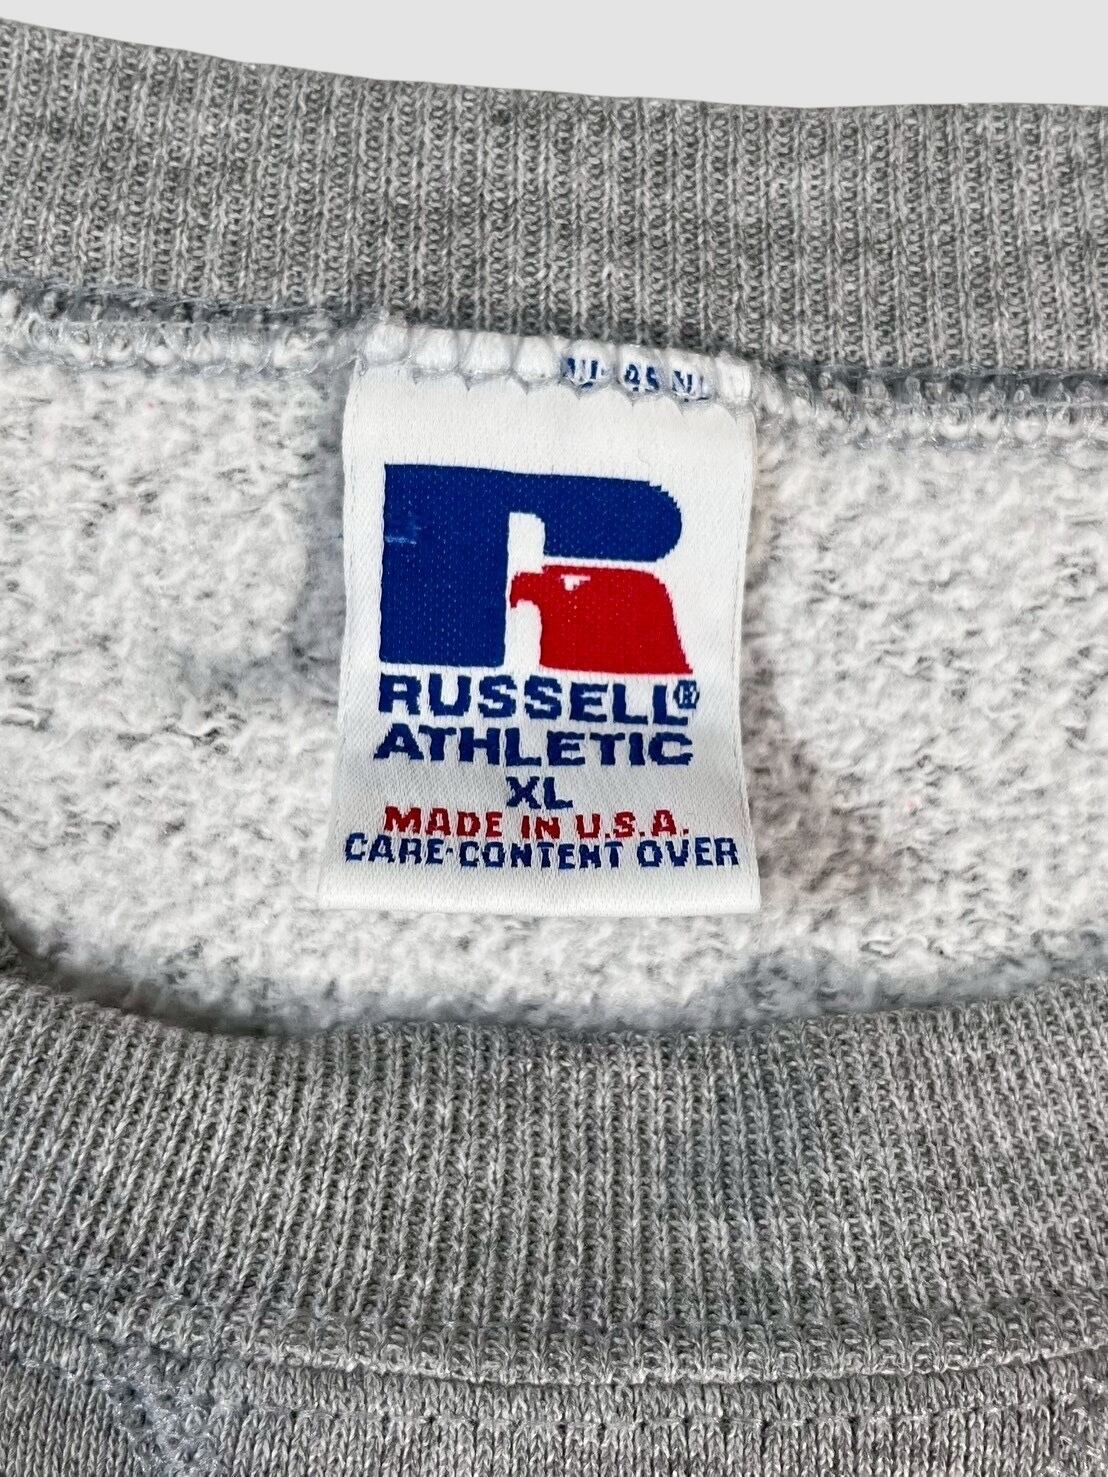 RUSSELL®
ATHLETIC
XL
MADE IN U.S.A.
CARE-CONTENT OVER